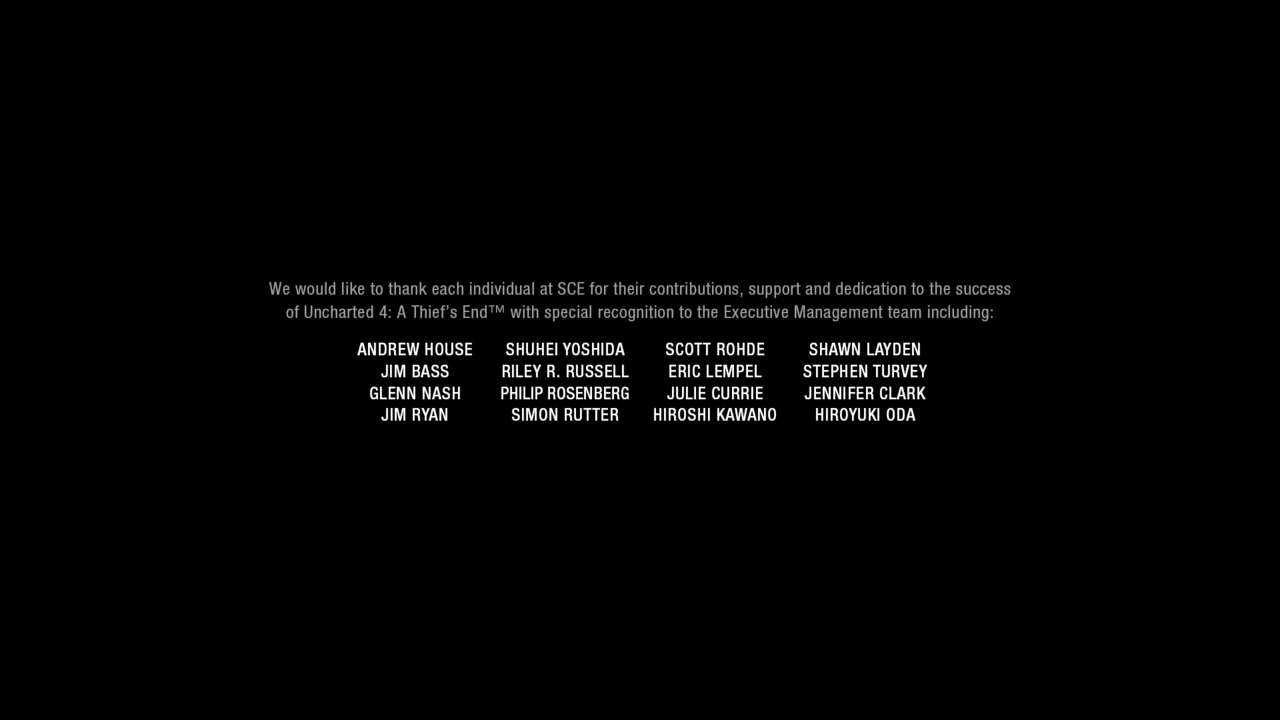 We would like to thank each individual at SCE for their contributions, support and dedication to the success
of Uncharted 4: A Thief's End™ with special recognition to the Executive Management team including:
ANDREW HOUSE SHUHEI YOSHIDA SCOTT ROHDE SHAWN LAYDEN
JIM BASS RILEY R. RUSSELL ERIC LEMPEL STEPHEN TURVEY
GLENN NASH PHILIP ROSENBERG JULIE CURRIE JENNIFER CLARK
JIM RYAN SIMON RUTTER HIROSHI KAWANO HIROYUKI ODA